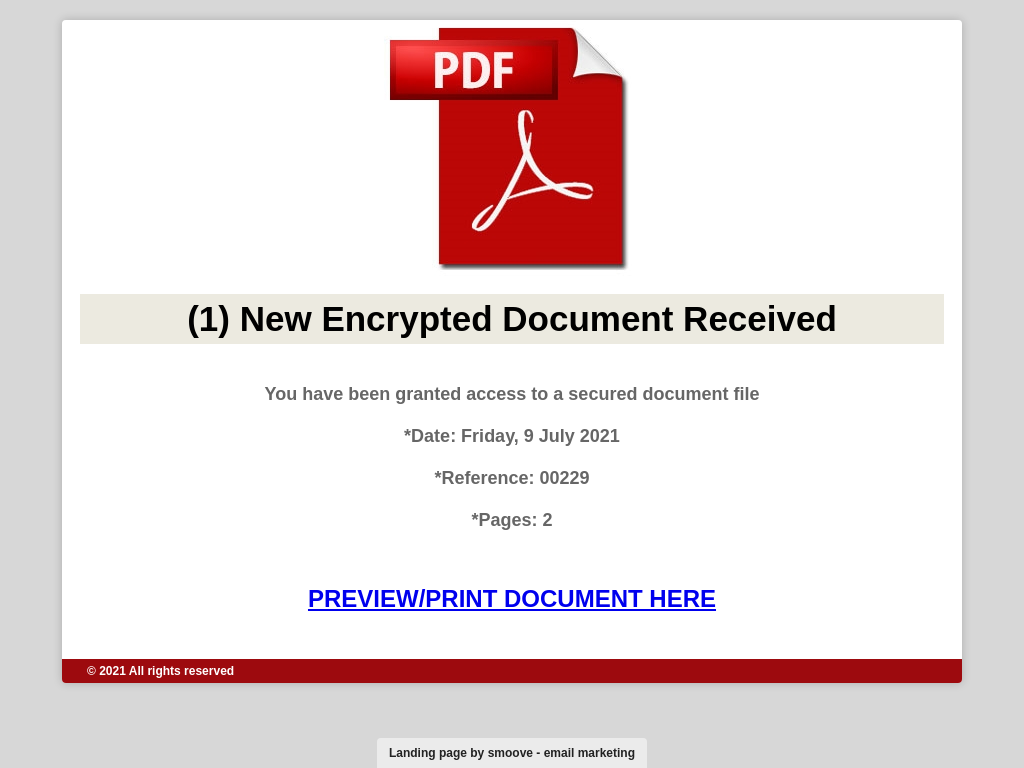 PDF
(1) New Encrypted Document Received
You have been granted access to a secured document file
*Date: Friday, 9 July 2021
*Reference: 00229
*Pages: 2
PREVIEW/PRINT DOCUMENT HERE
© 2021 All rights reserved
Landing page by smoove - email marketing